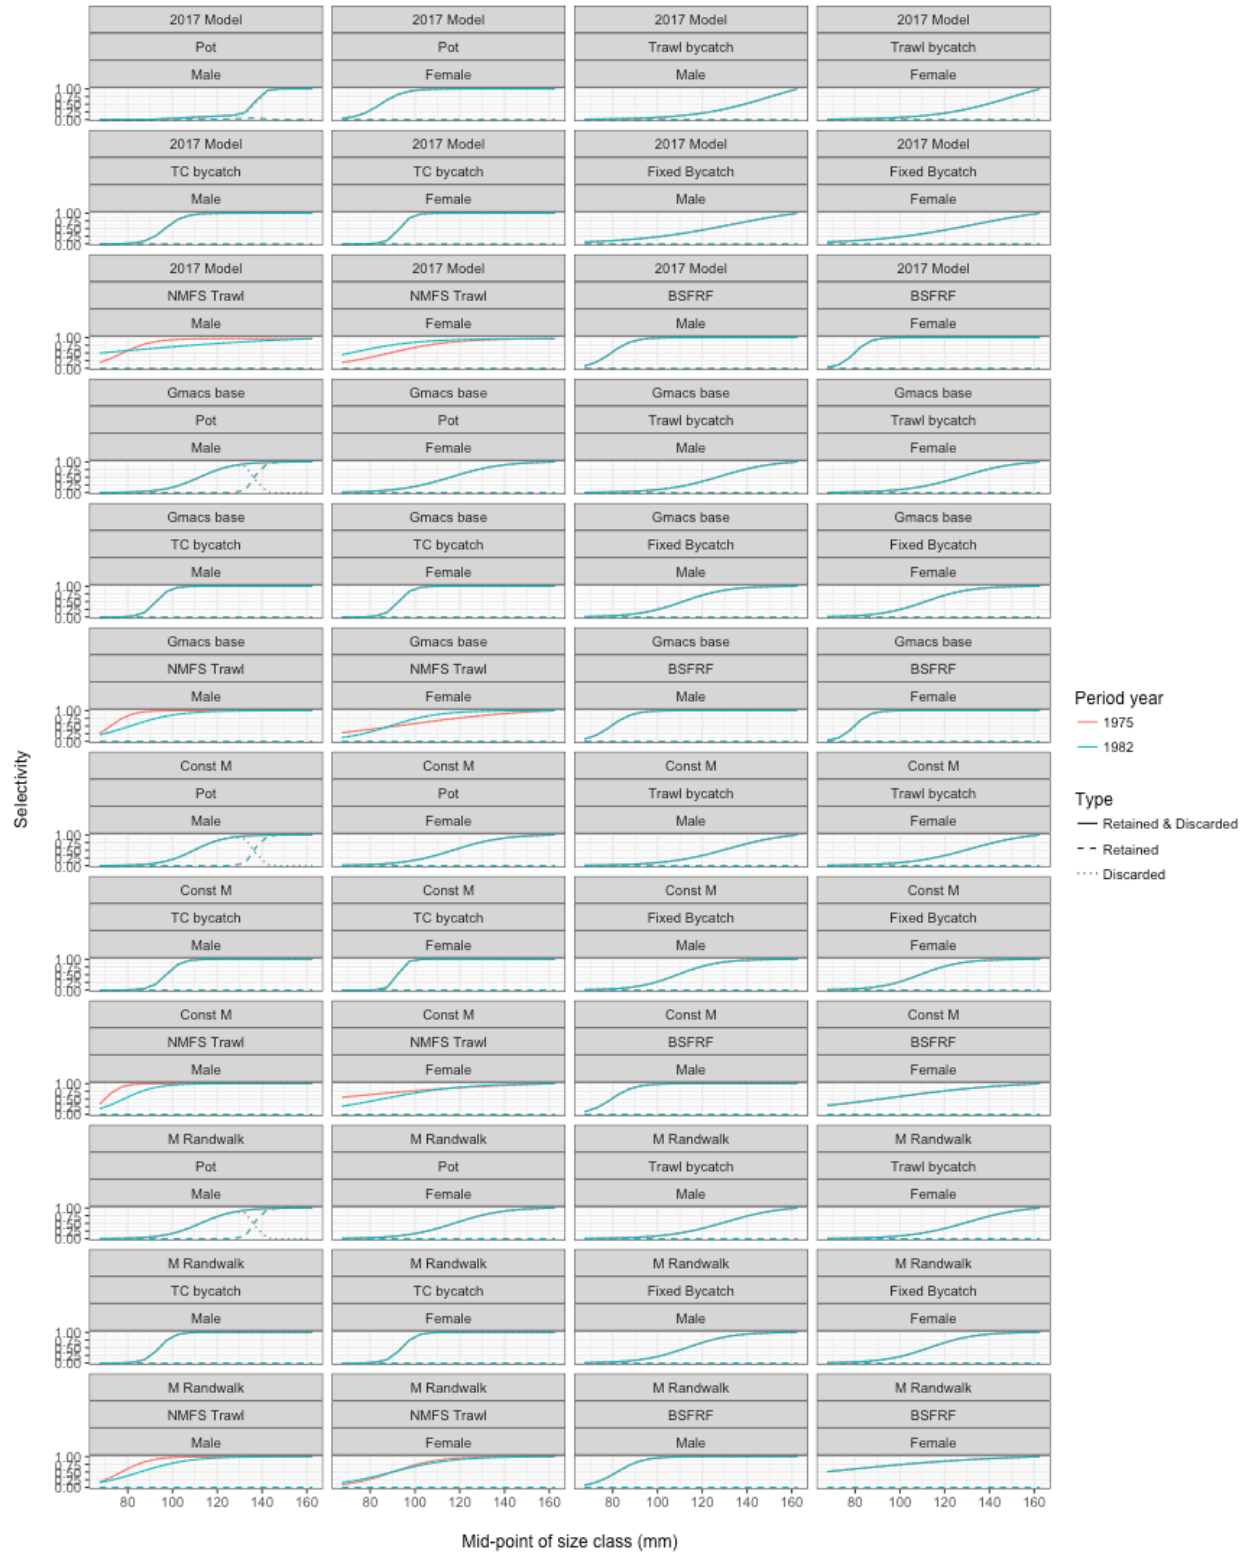 2017 Model 2017 Model 2017 Model 2017 Model
Pot Pot Trawl bycatch Trawl bycatch
Male Female Male Female
1.00
0.75
0.50
0.25
0.00
2017 Model 2017 Model 2017 Model 2017 Model
TC bycatch TC bycatch Fixed Bycatch Fixed Bycatch
Male Female Male Female
1.00
0.75
0.50
0.25
0.00
2017 Model 2017 Model 2017 Model 2017 Model
NMFS Trawl NMFS Trawl BSFRF BSFRF
Male Female Male Female
1.00
0.75
0.50
0.25
0.00
Gmacs base Gmacs base Gmacs base Gmacs base
Pot Pot Trawl bycatch Trawl bycatch
Male Female Male Female
1.00
0.75
0.50
0.25
0.00
Gmacs base Gmacs base Gmacs base Gmacs base
TC bycatch TC bycatch Fixed Bycatch Fixed Bycatch
Male Female Male Female
1.00
0.75
0.50
0.25
0.00
Gmacs base Gmacs base Gmacs base Gmacs base
NMFS Trawl NMFS Trawl BSFRF BSFRF
Male Female Male Female
1.00
0.75
0.50
0.25
0.00
Const M Const M Const M Const M
Pot Pot Trawl bycatch Trawl bycatch
Male Female Male Female
1.00
0.75
0.50
0.25
0.00
Const M Const M Const M Const M
TC bycatch TC bycatch Fixed Bycatch Fixed Bycatch
Male Female Male Female
1.00
0.75
0.50
0.25
0.00
Const M Const M Const M Const M
NMFS Trawl NMFS Trawl BSFRF BSFRF
Male Female Male Female
1.00
0.75
0.50
0.25
0.00
M Randwalk M Randwalk M Randwalk M Randwalk
Pot Pot Trawl bycatch Trawl bycatch
Male Female Male Female
1.00
0.75
0.50
0.25
0.00
M Randwalk M Randwalk M Randwalk M Randwalk
TC bycatch TC bycatch Fixed Bycatch Fixed Bycatch
Male Female Male Female
1.00
0.75
0.50
0.25
0.00
M Randwalk M Randwalk M Randwalk M Randwalk
NMFS Trawl NMFS Trawl BSFRF BSFRF
Male Female Male Female
1.00
0.75
0.50
0.25
0.00
80 100 120 140 160 80 100 120 140 160 80 100 120 140 160 80 100 120 140 160
Mid-point of size class (mm)
Selectivity
Period year
1975
1982
Type
Retained & Discarded
Retained
Discarded